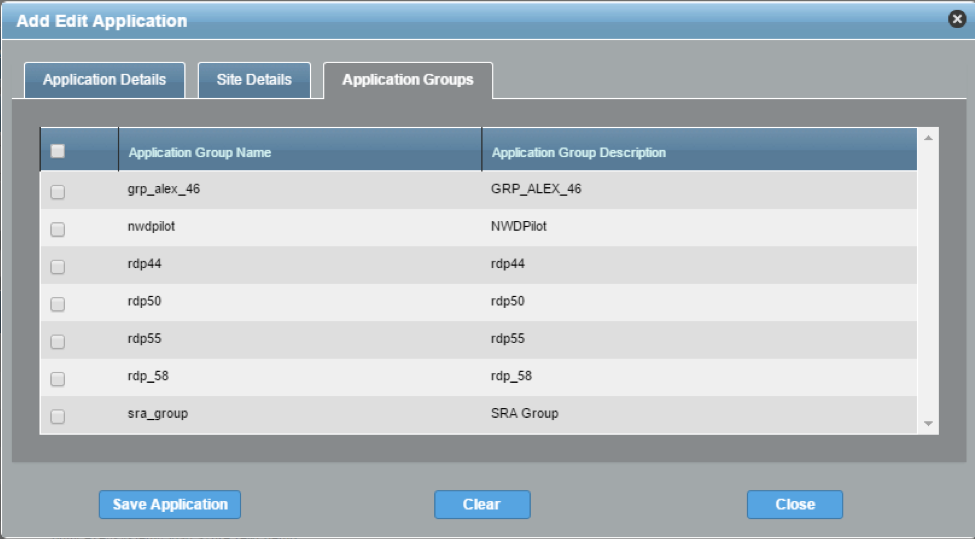 Add Edit Application
Application Details Site Details Application Groups
Application Group Name Application Group Description
grp_alex_46 GRP_ALEX_46
nwdpilot NWDPilot
rdp44 rdp44
rdp50 rdp50
rdp55 rdp55
rdp_58 rdp_58
sra_group SRA Group
Save Application Clear Close